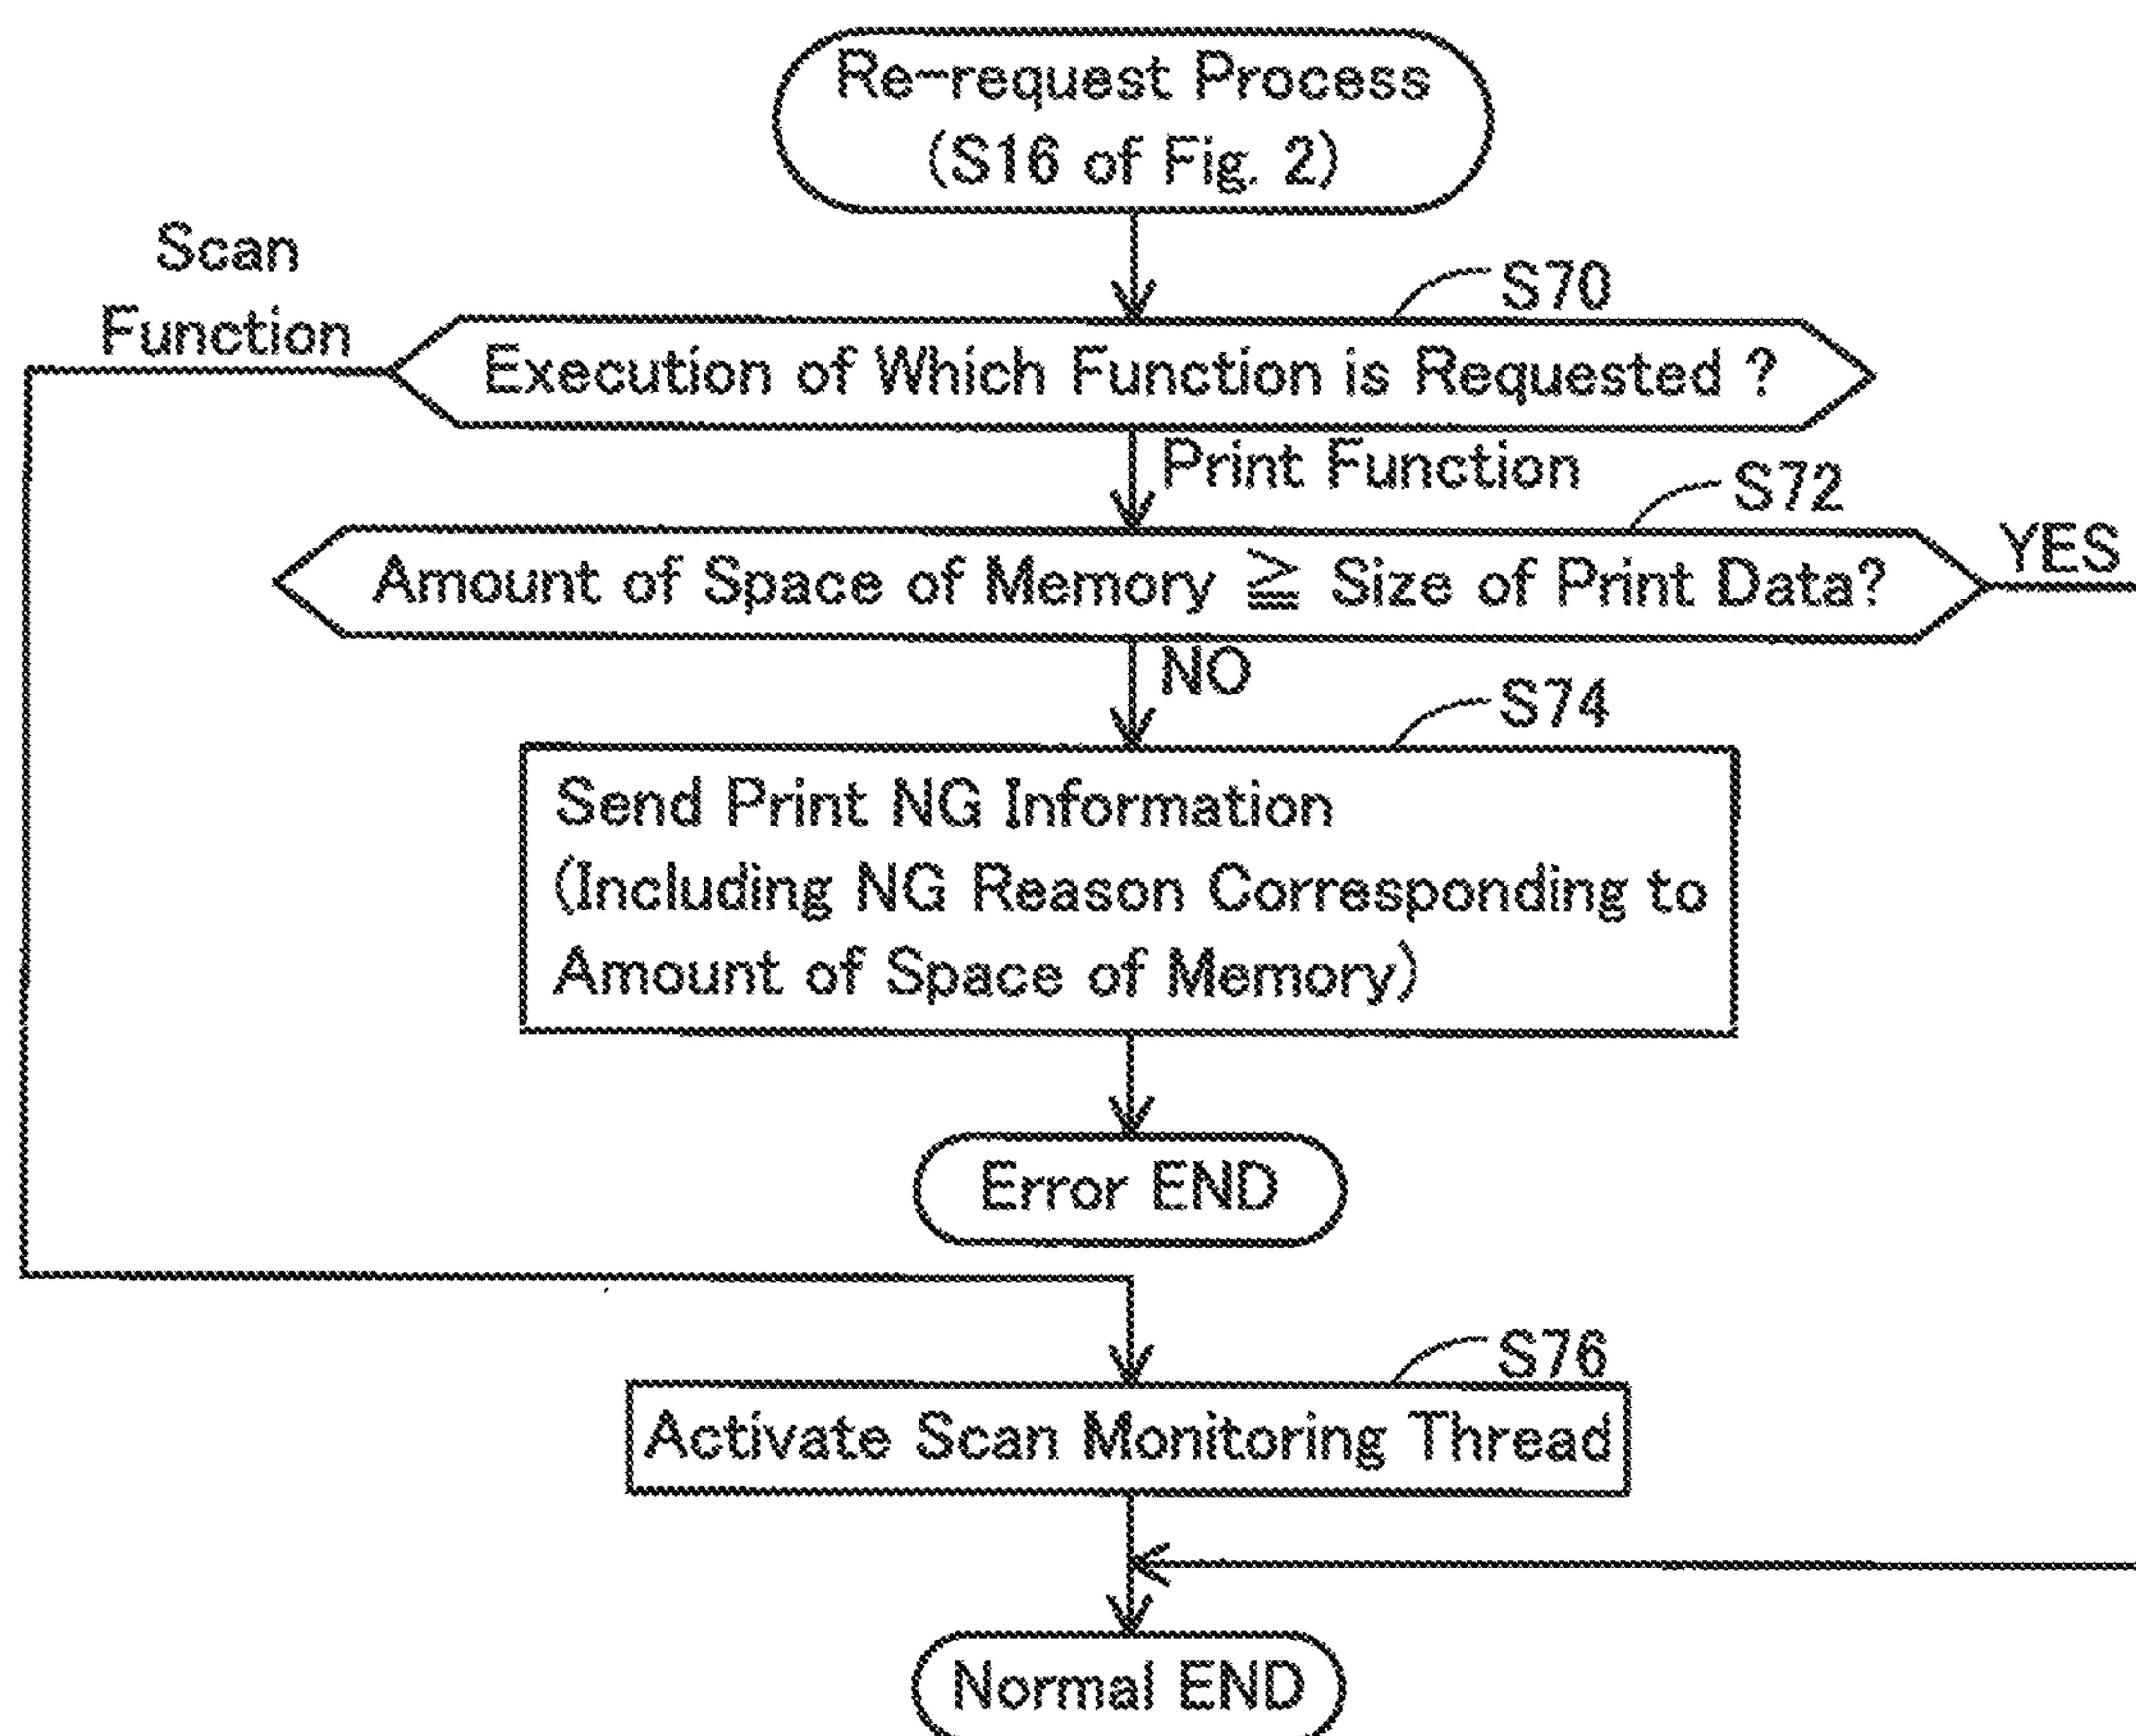 Re-request Process
(S16 of Fig. 2)
Scan
Function
S70
Execution of Which Function is Requested ?
Print Function
S72
Amount of Space of Memory ≧ Size of Print Data?
YES
NO
S74
Send Print NG Information
(Including NG Reason Corresponding to
Amount of Space of Memory)
Error END
S76
Activate Scan Monitoring Thread
Normal END